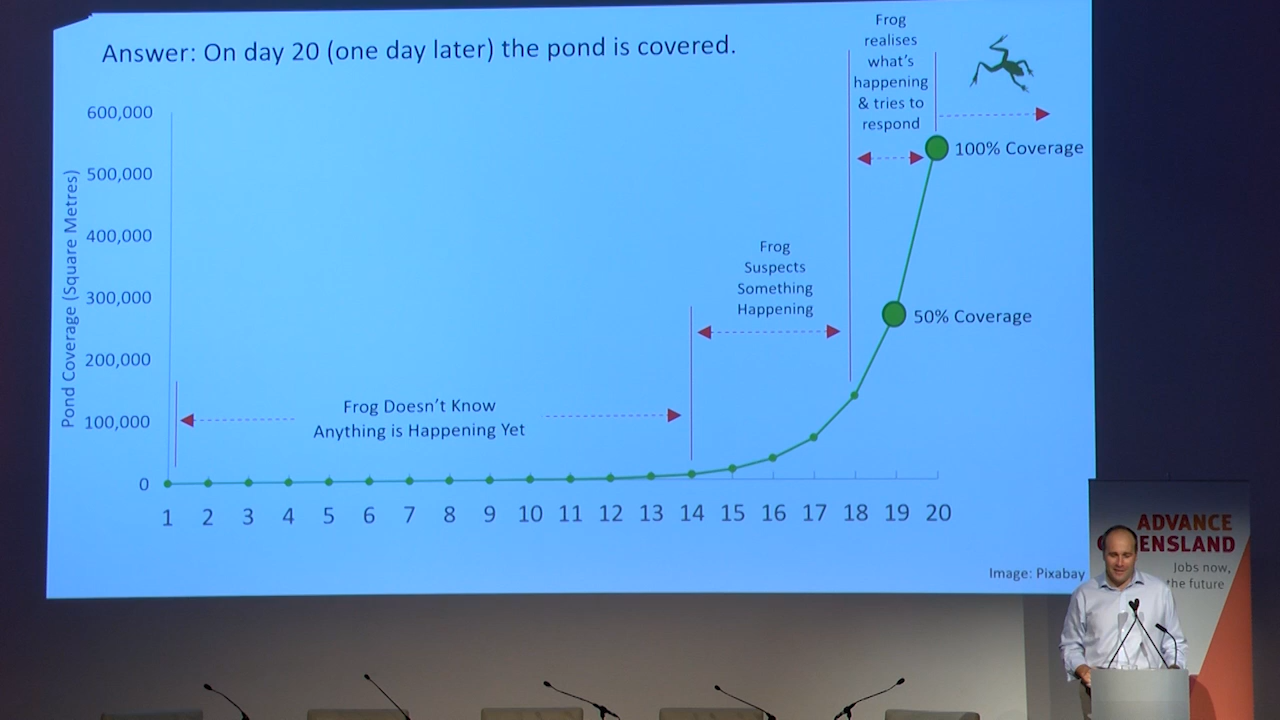 Answer: On day 20 (one day later) the pond is covered.
Frog
realises
what's
happening
& tries to
respond
600,000
500,000
400,000
300,000
200,000
100,000
0
Pond Coverage (Square Metres)
100% Coverage
Frog
Suspects
Something
Happening
50% Coverage
Frog Doesn't Know
Anything is Happening Yet
1 2 3 4 5 6 7 8 9 10 11 12 13 14 15 16 17 18 19 20
Image: Pixabay
ADVANCE
ENSLAND
Jobs now,
the future